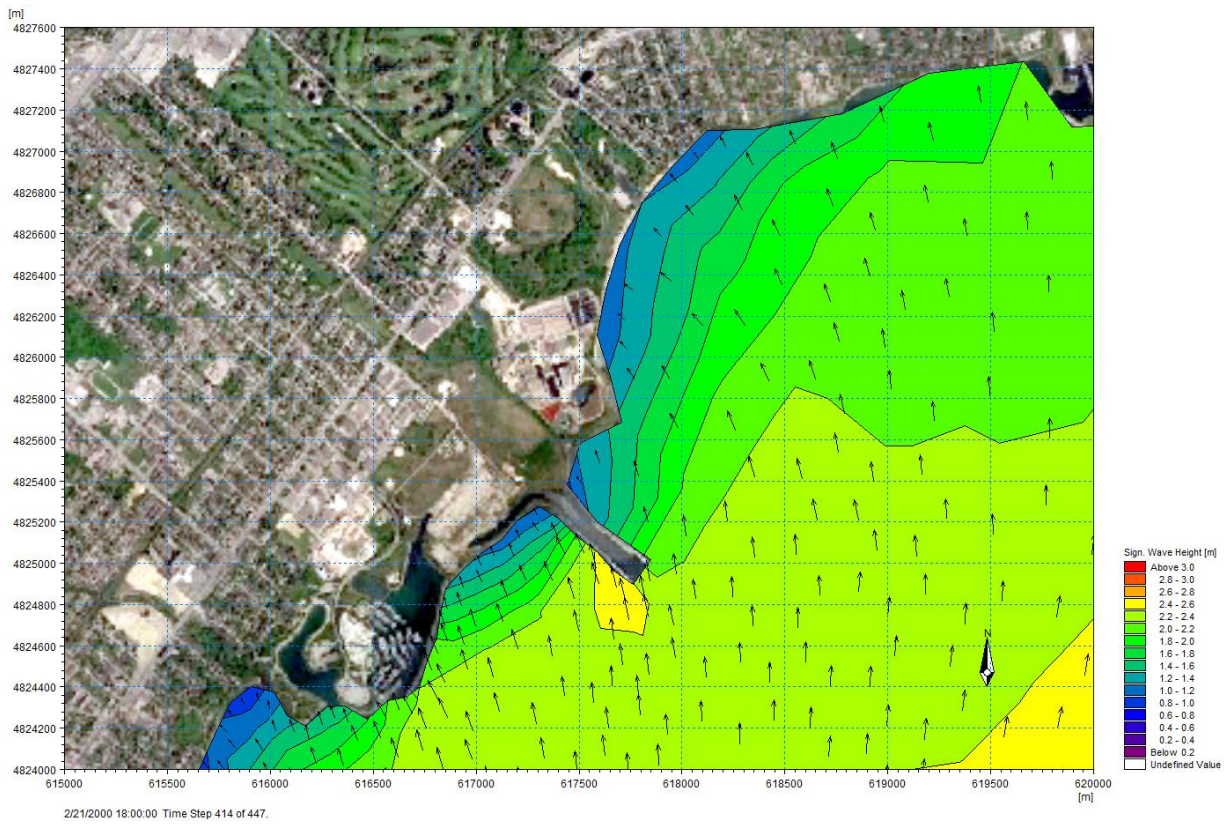 [m]
4827600
4827400
4827200
4827000
4826800
4826600
4826400
4826200
4826000
4825800
4825600
4825400
4825200
4825000
4824800
4824600
4824400
4824200
4824000
615000 615500 616000 616500 617000 617500 618000 618500 619000 619500 620000
[m]
N
Sign. Wave Height [m]
Above 3.0
2.8 - 3.0
2.6 - 2.8
2.4 - 2.6
2.2 - 2.4
2.0 - 2.2
1.8 - 2.0
1.6 - 1.8
1.4 - 1.6
1.2 - 1.4
1.0 - 1.2
0.8 - 1.0
0.6 - 0.8
0.4 - 0.6
0.2 - 0.4
Below 0.2
Undefined Value
2/21/2000 18:00:00 Time Step 414 of 447.